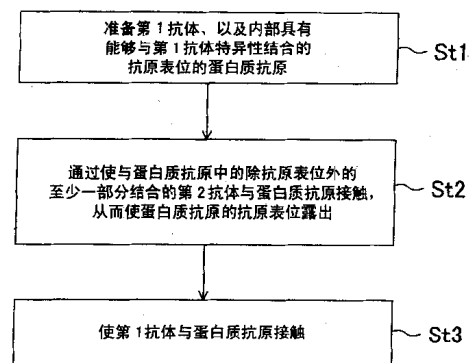 准备第1抗体、以及内部具有
能够与第1抗体特异性结合的
抗原表位的蛋白质抗原
St1
通过使与蛋白质抗原中的除抗原表位外的
至少一部分结合的第2抗体与蛋白质抗原接触，
从而使蛋白质抗原的抗原表位露出
St2
使第1抗体与蛋白质抗原接触
St3